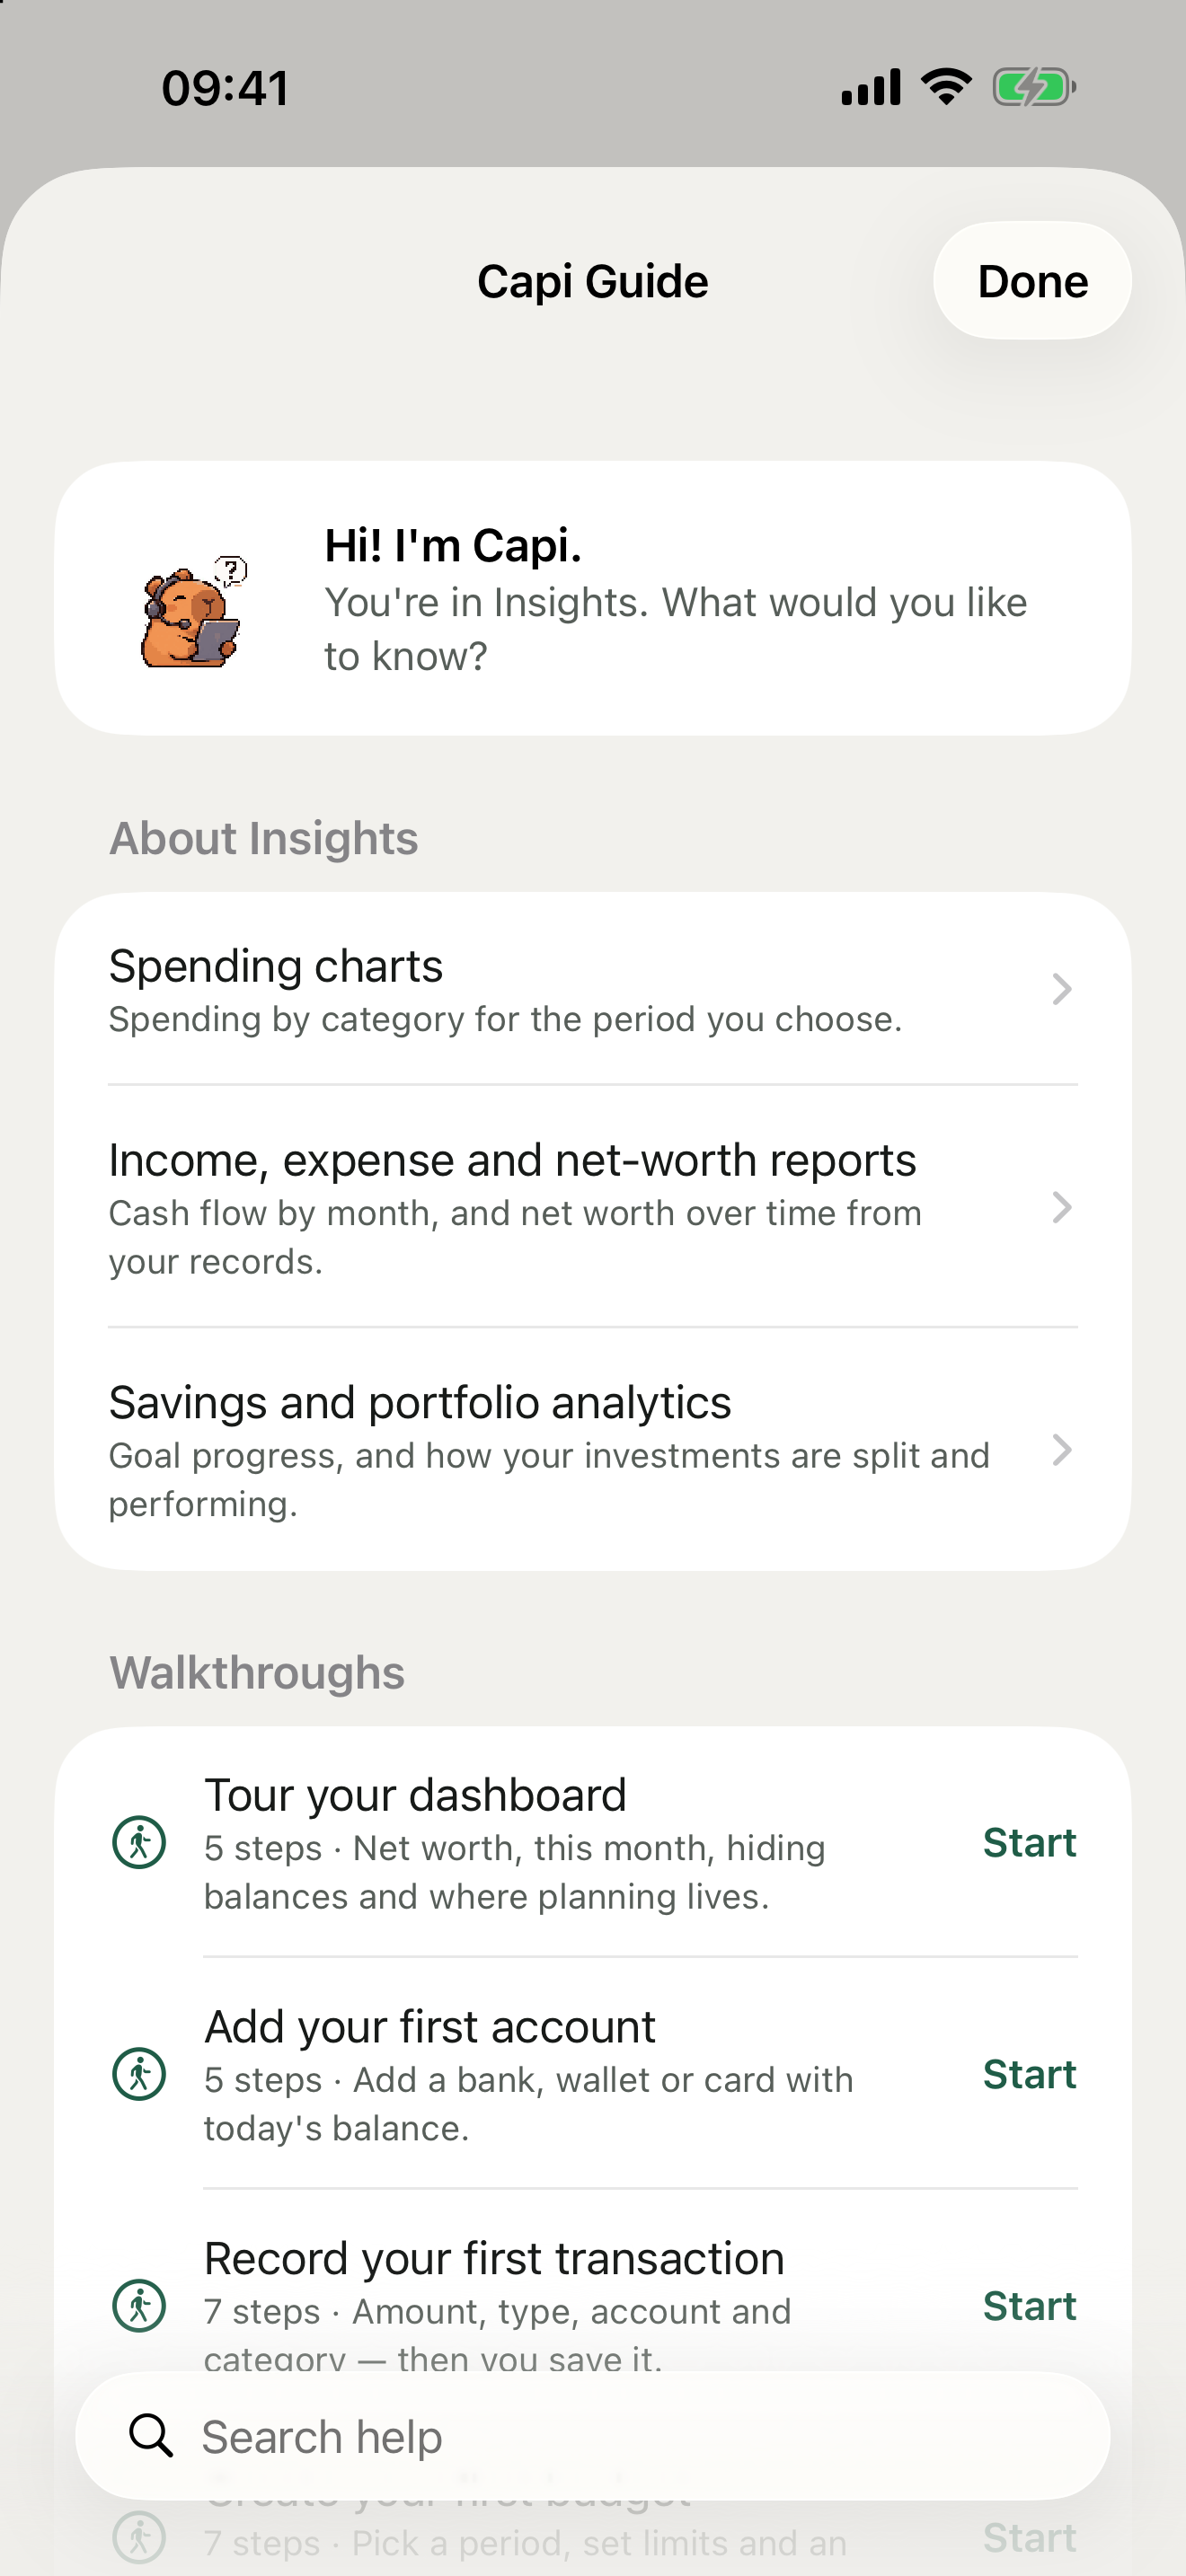 09:41
Capi Guide
Done
?
Hi! I'm Capi.
You're in Insights. What would you like
to know?
About Insights
Spending charts
Spending by category for the period you choose.
Income, expense and net-worth reports
Cash flow by month, and net worth over time from
your records.
Savings and portfolio analytics
Goal progress, and how your investments are split and
performing.
Walkthroughs
Tour your dashboard
5 steps · Net worth, this month, hiding
balances and where planning lives.
Start
Add your first account
5 steps · Add a bank, wallet or card with
today's balance.
Start
Record your first transaction
7 steps · Amount, type, account and
category — then you save it.
Start
Search help
Create your first budget
7 steps · Pick a period, set limits and an
Start